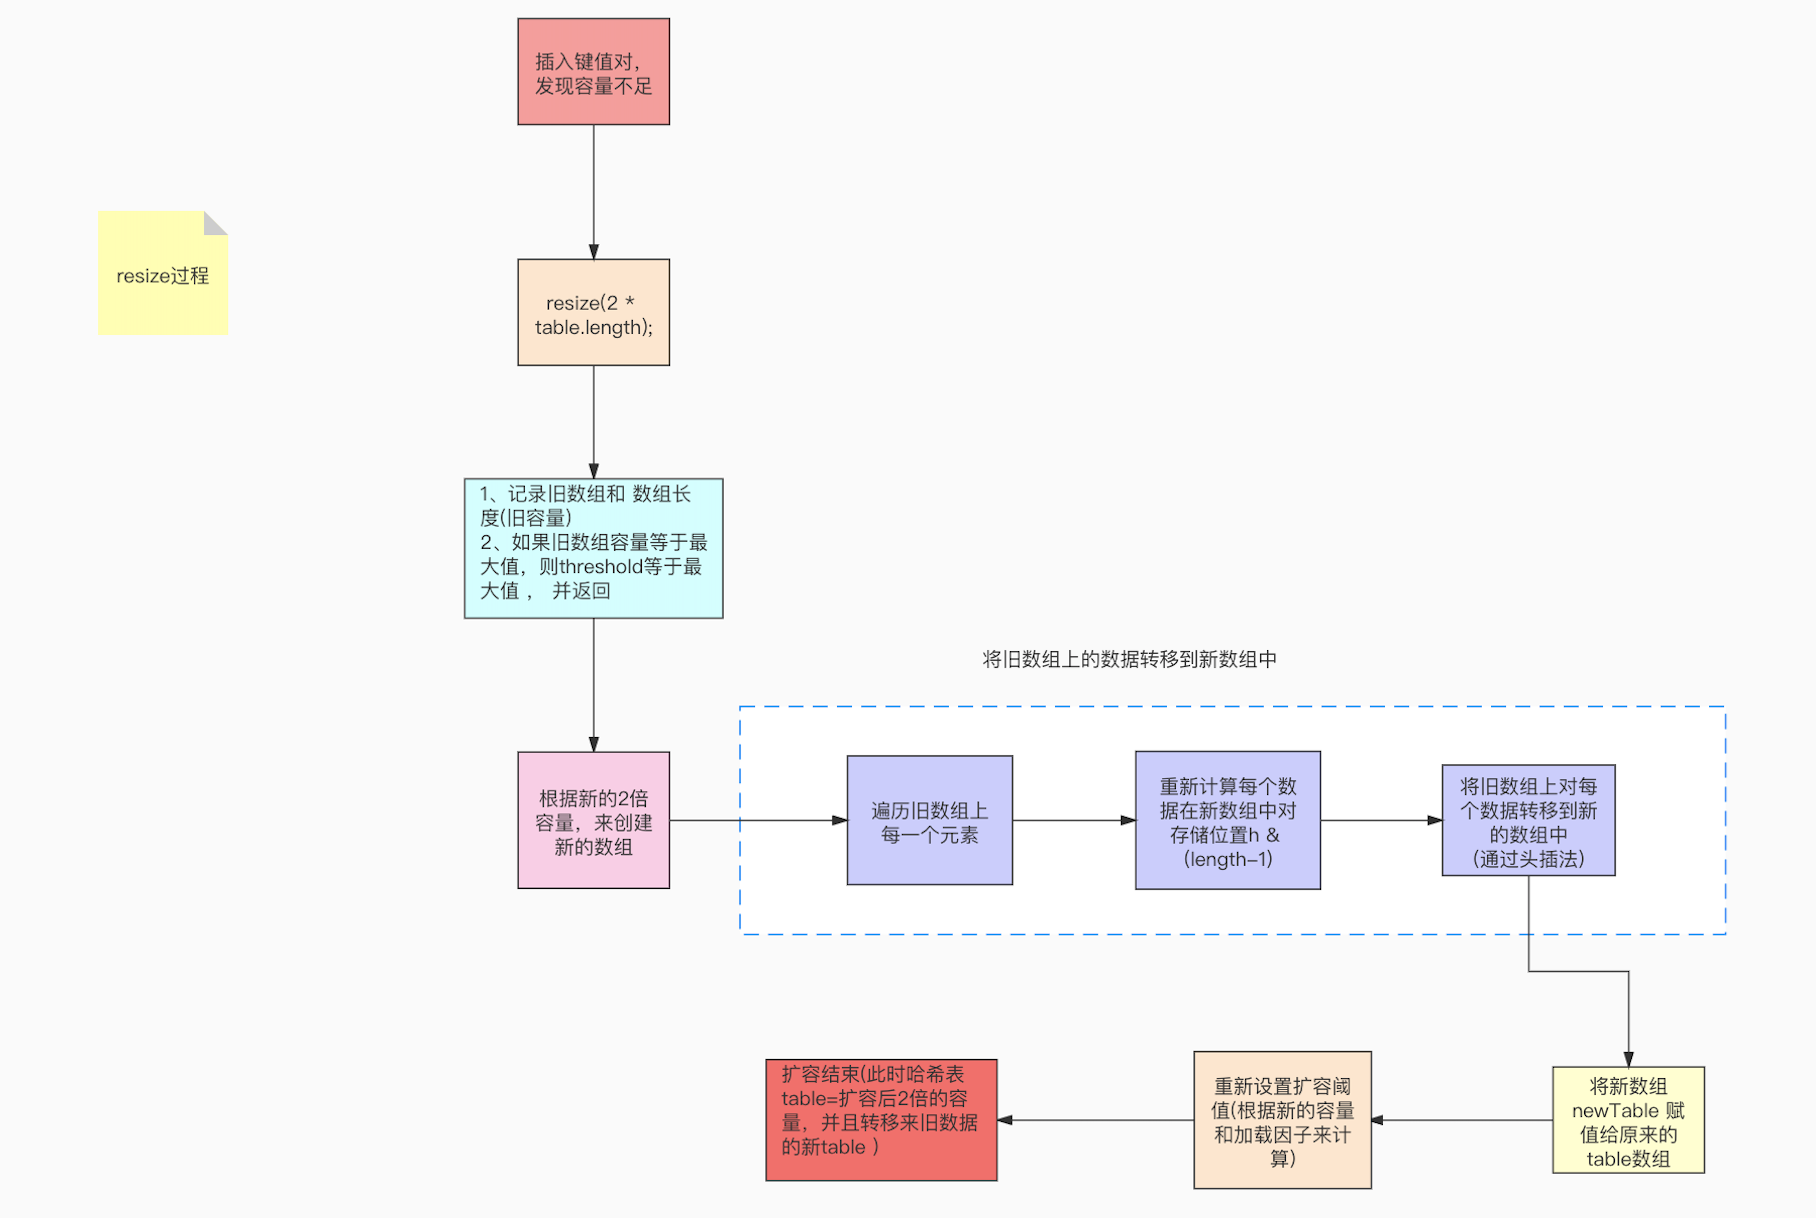 插入键值对，
发现容量不足
resize过程
resize(2 *
table.length);
1、记录旧数组和 数组长
度(旧容量)
2、如果旧数组容量等于最
大值，则threshold等于最
大值 ， 并返回
将旧数组上的数据转移到新数组中
根据新的2倍
容量，来创建
新的数组
遍历旧数组上
每一个元素
重新计算每个数
据在新数组中对
存储位置h &
（length-1）
将旧数组上对每
个数据转移到新
的数组中
（通过头插法）
将新数组
newTable 赋
值给原来的
table数组
重新设置扩容阈
值(根据新的容量
和加载因子来计
算)
扩容结束(此时哈希表
table=扩容后2倍的容
量，并且转移来旧数据
的新table ）